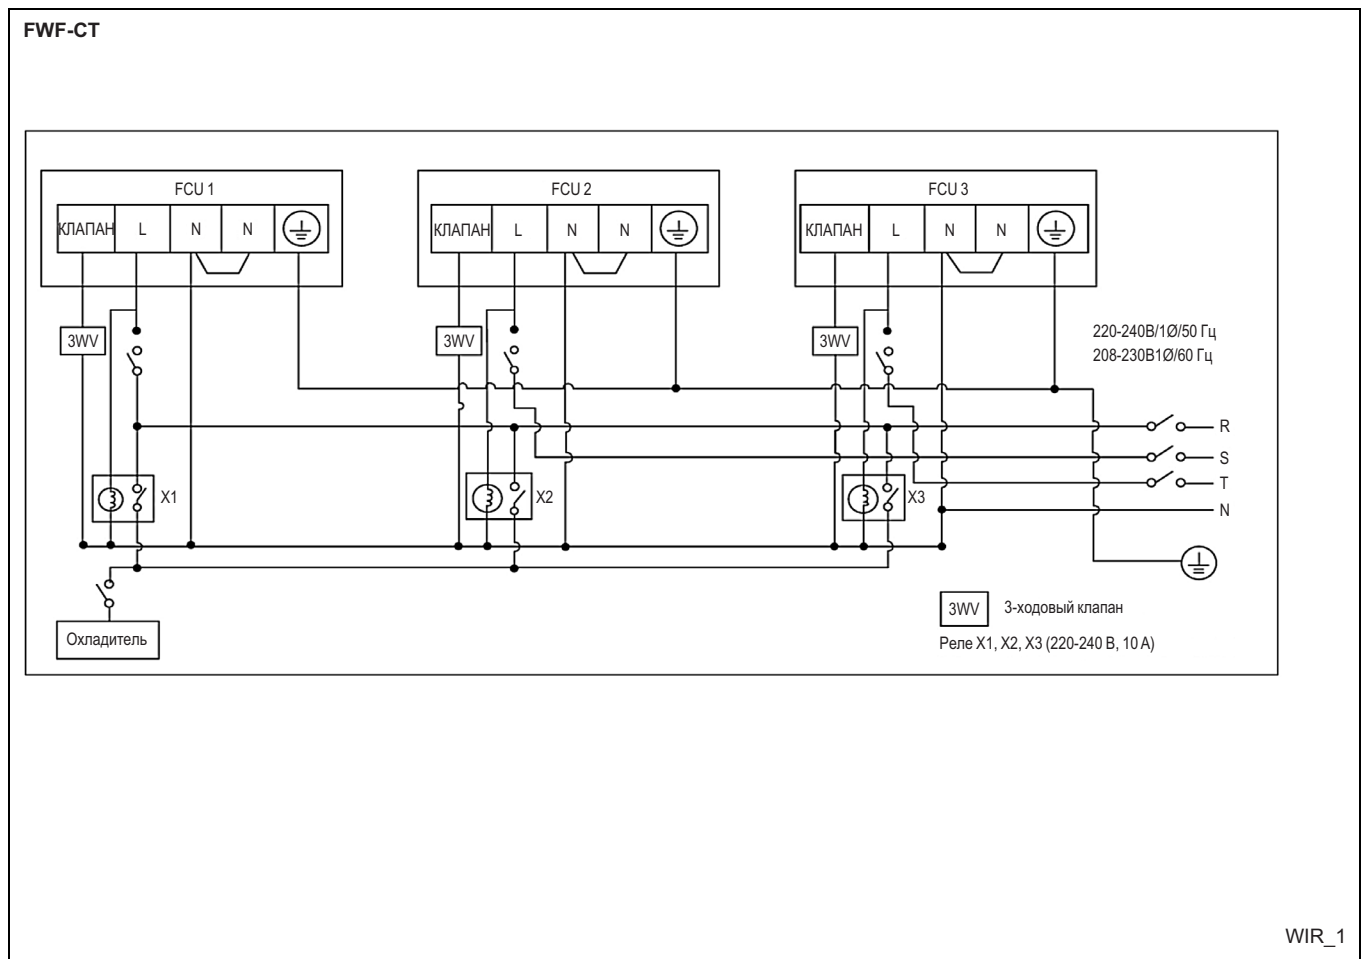 FWF-CT
FCU 1
FCU 2
FCU 3
КЛАПАН L N N
КЛАПАН L N N
КЛАПАН L N N
3WV
3WV
3WV
220-240В/1Ø/50 Гц
208-230В1Ø/60 Гц
R
S
T
N
X1
X2
X3
3WV 3-ходовый клапан
Реле X1, X2, X3 (220-240 В, 10 А)
Охладитель
WIR_1